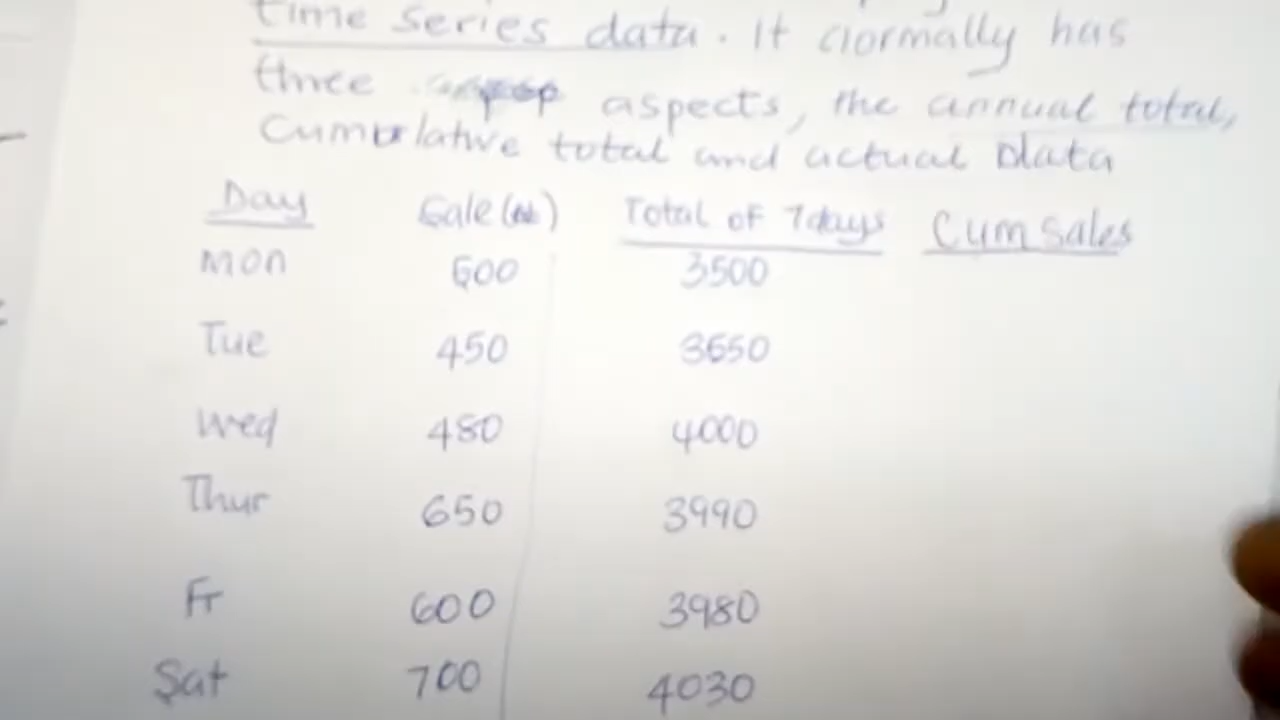 time series data. It normally has
three aspects, the annual total,
Cumulative total and actual Data
Day Sale (₦) Total of 7days Cum sales
Mon 500 3500
Tue 450 3550
Wed 480 4000
Thur 650 3990
Fr 600 3980
Sat 700 4030